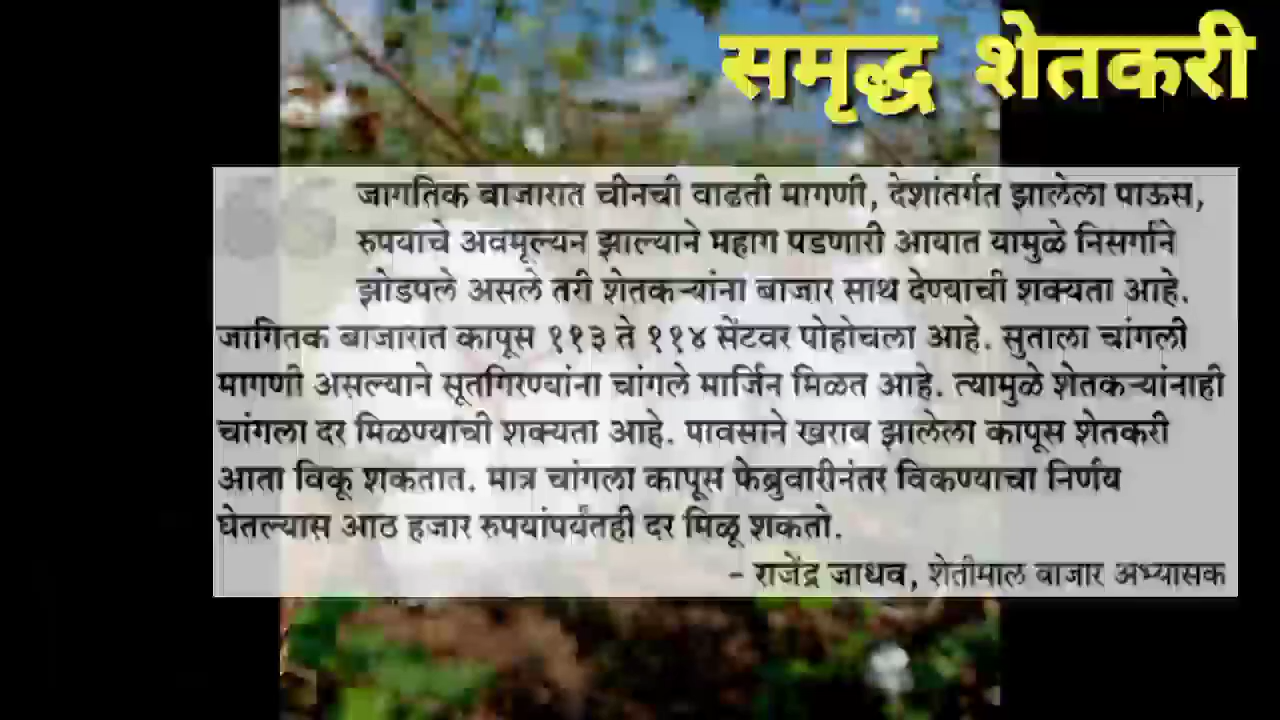 समृद्ध शेतकरी
जागतिक बाजारात चीनची वाढती मागणी, देशांतर्गत झालेला पाऊस,
रुपयाचे अवमूल्यन झाल्याने महाग पडणारी आयात यामुळे निसर्गाने
झोडपले असले तरी शेतकऱ्यांना बाजार साथ देण्याची शक्यता आहे.
जागितक बाजारात कापूस ११३ ते ११४ सेंटवर पोहोचला आहे. सुताला चांगली
मागणी असल्याने सूतगिरण्यांना चांगले मार्जिन मिळत आहे. त्यामुळे शेतकऱ्यांनाही
चांगला दर मिळण्याची शक्यता आहे. पावसाने खराब झालेला कापूस शेतकरी
आता विकू शकतात. मात्र चांगला कापूस फेब्रुवारीनंतर विकण्याचा निर्णय
घेतल्यास आठ हजार रुपयांपर्यंतही दर मिळू शकतो.
- राजेंद्र जाधव, शेतीमाल बाजार अभ्यासक